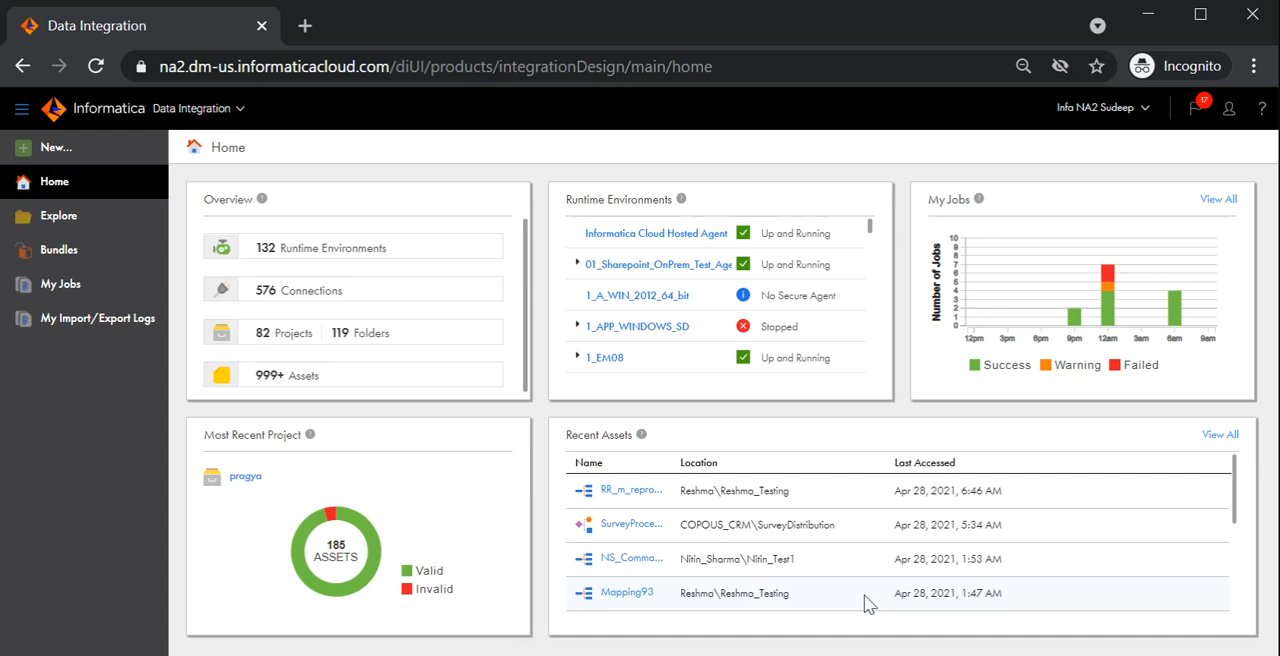 Data Integration
na2.dm-us.informaticacloud.com/diUI/products/integrationDesign/main/home
Incognito
Informatica Data Integration
Infa NA2 Sudeep
17
?
New...
Home
Explore
Bundles
My Jobs
My Import/Export Logs
Home
Overview ?
132 Runtime Environments
576 Connections
82 Projects 119 Folders
999+ Assets
Runtime Environments ?
Informatica Cloud Hosted Agent Up and Running
01_Sharepoint_OnPrem_Test_Age Up and Running
1_A_WIN_2012_64_bit No Secure Agent
1_APP_WINDOWS_SD Stopped
1_EM08 Up and Running
My Jobs ? View All
Number of Jobs
10
9
8
7
6
5
4
3
2
1
0
12pm 3pm 6pm 9pm 12am 3am 6am 9am
Success Warning Failed
Most Recent Project ?
pragya
185
ASSETS
Valid
Invalid
Recent Assets ? View All
Name Location Last Accessed
RR_m_repro... Reshma\Reshma_Testing Apr 28, 2021, 6:46 AM
SurveyProce... COPOUS_CRM\SurveyDistribution Apr 28, 2021, 5:34 AM
NS_Comma... Nitin_Sharma\Nitin_Test1 Apr 28, 2021, 1:53 AM
Mapping93 Reshma\Reshma_Testing Apr 28, 2021, 1:47 AM